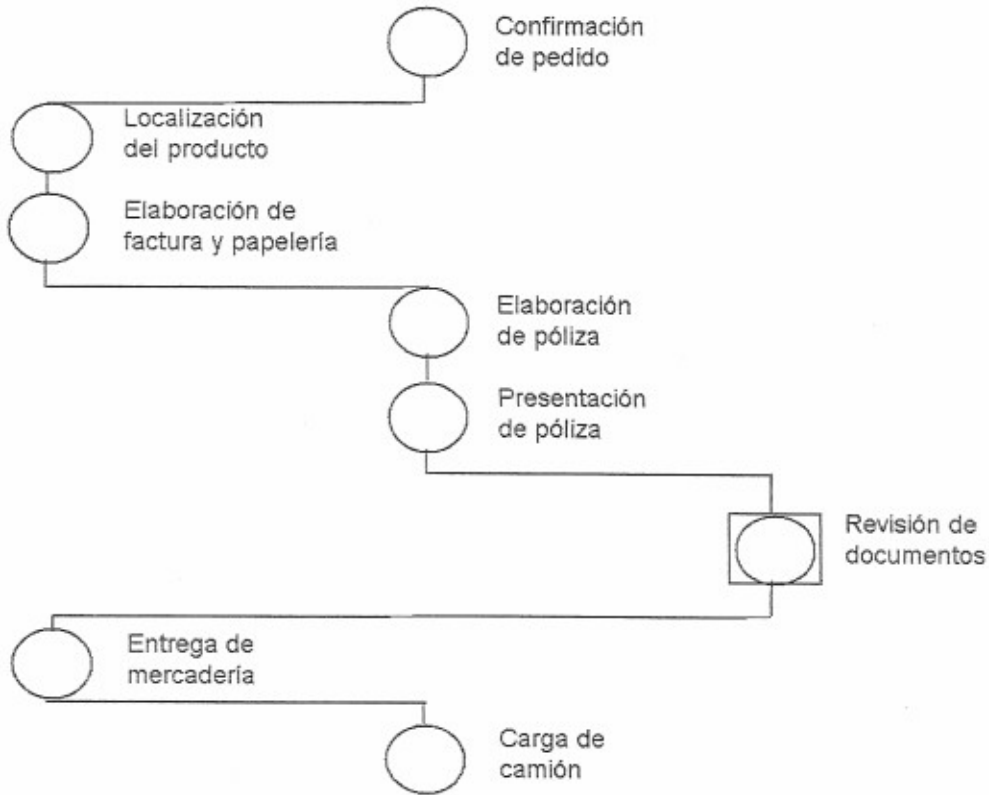 Confirmación
de pedido
Localización
del producto
Elaboración de
factura y papelería
Elaboración
de póliza
Presentación
de póliza
Revisión de
documentos
Entrega de
mercadería
Carga de
camión